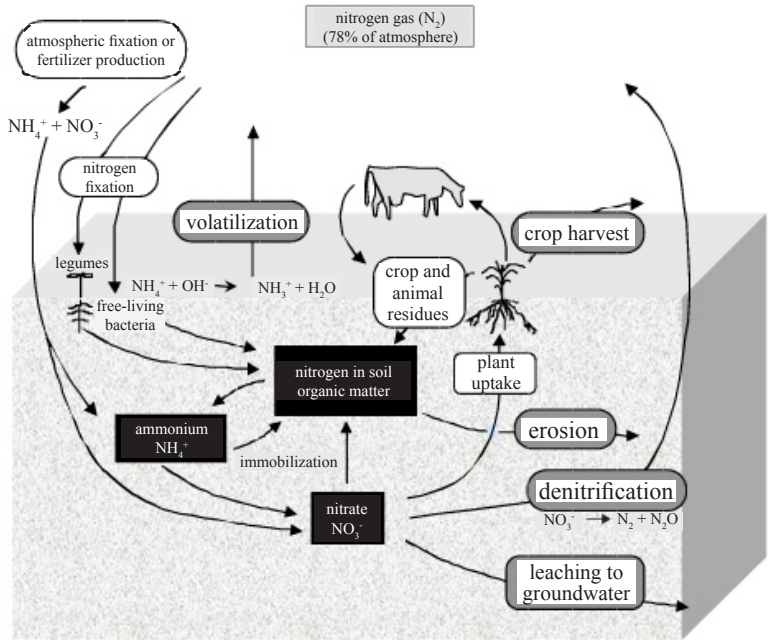 nitrogen gas (N₂)
(78% of atmosphere)
atmospheric fixation or
fertilizer production
NH₄⁺ + NO₃⁻
nitrogen
fixation
volatilization
crop harvest
legumes
NH₄⁺ + OH⁻ → NH₃⁺ + H₂O
free-living
bacteria
crop and
animal
residues
nitrogen in soil
organic matter
plant
uptake
ammonium
NH₄⁺
immobilization
erosion
nitrate
NO₃⁻
denitrification
NO₃⁻ → N₂ + N₂O
leaching to
groundwater